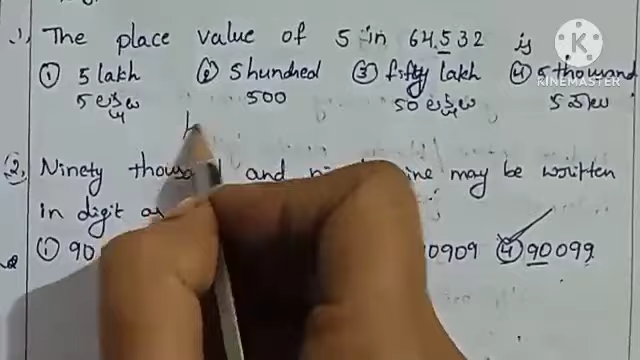 1, The place value of 5 in 64,532 is
① 5 lakh ② 5 hundred ③ fifty lakh ④ 5 thousand
5 ಲಕ್ಷ 500 50 ಲಕ್ಷ 5 ಸಾವಿರ
2. Ninety and may be written
in digit as
① 90 0909 ④ 90099
KINEMASTER